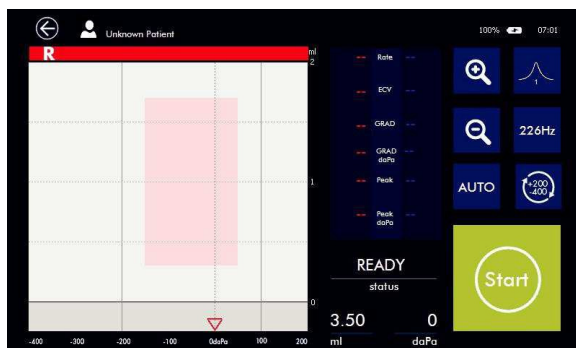 Unknown Patient
100%
07:01
R
ml
2
1
0
-400 -300 -200 -100 0daPa 100 200
-- Rate --
-- ECV --
-- GRAD --
-- GRAD daPa --
-- Peak --
-- Peak daPa --
READY
status
3.50 0
ml daPa
1
226Hz
AUTO
+200
-400
Start